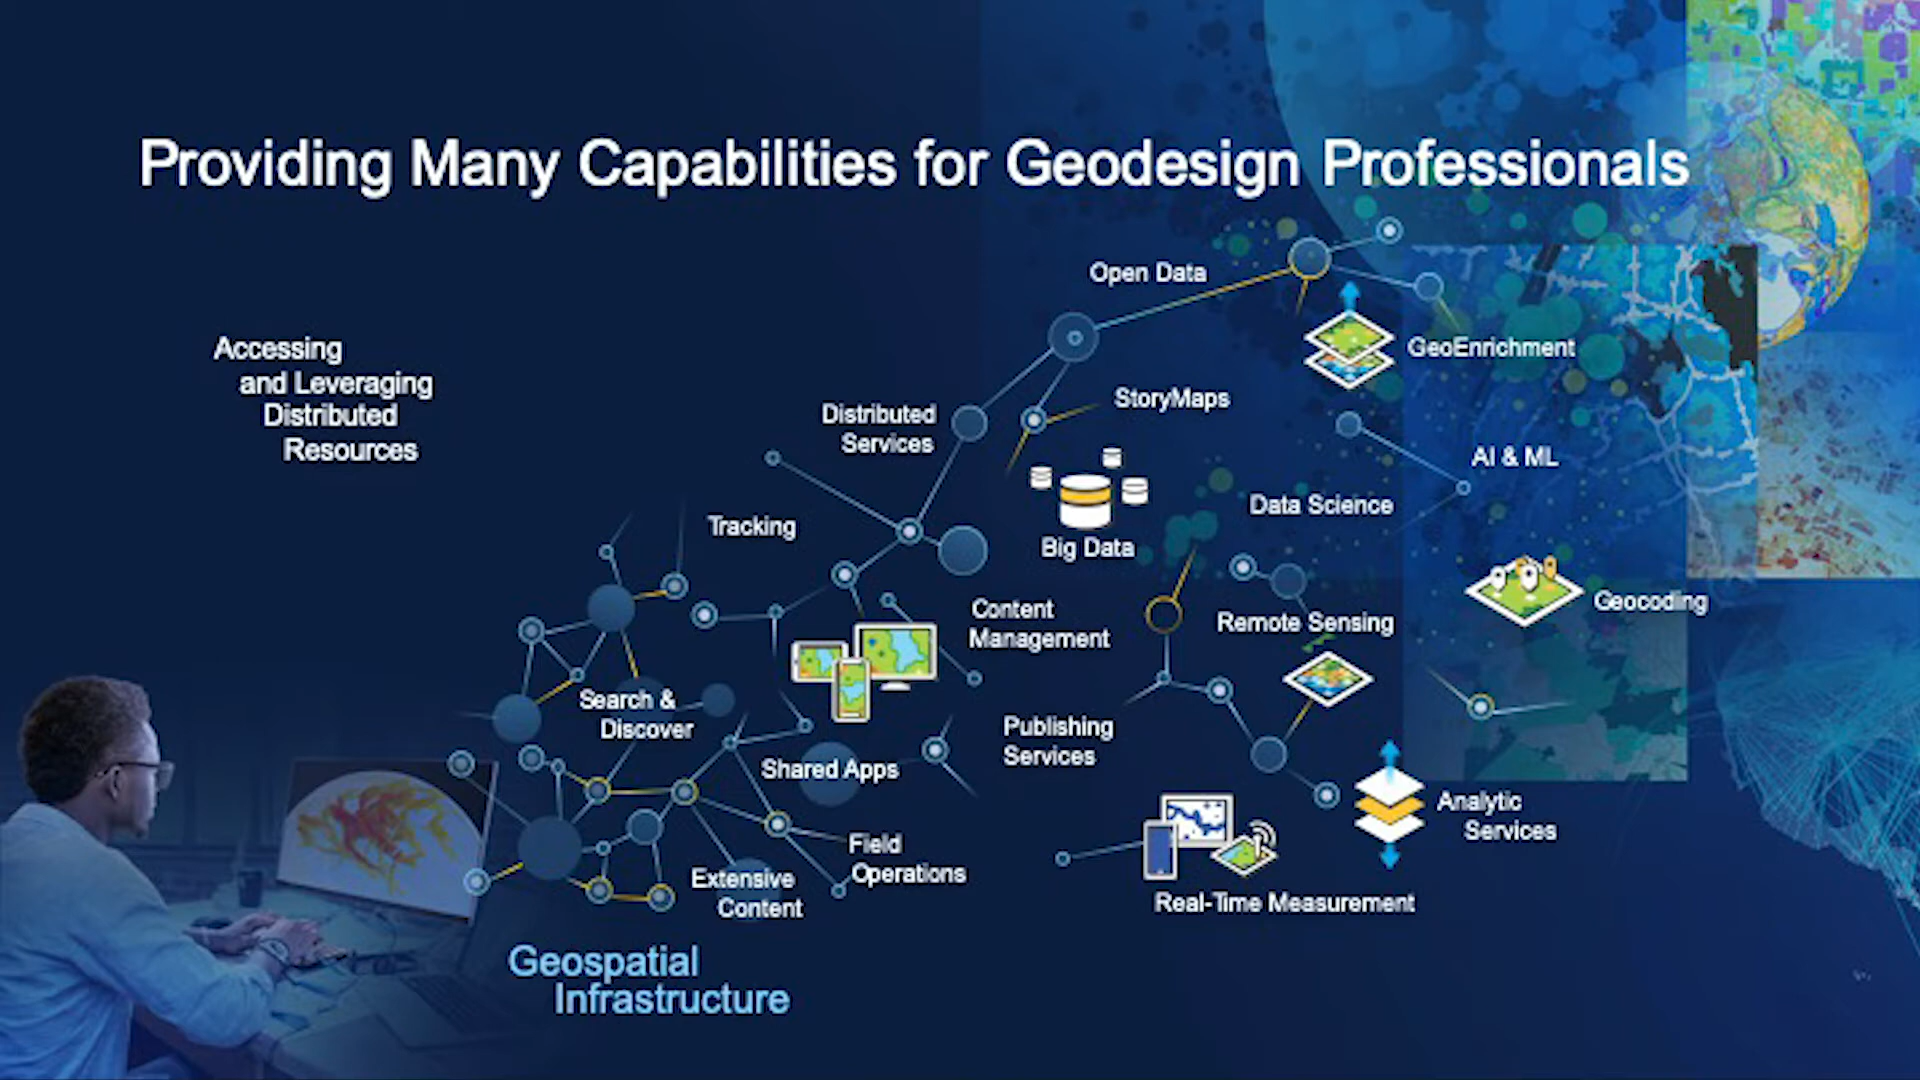 Providing Many Capabilities for Geodesign Professionals
Accessing
and Leveraging
Distributed
Resources
Open Data
GeoEnrichment
StoryMaps
Distributed
Services
AI & ML
Data Science
Tracking
Big Data
Content
Management
Remote Sensing
Geocoding
Search &
Discover
Publishing
Services
Shared Apps
Analytic
Services
Field
Operations
Extensive
Content
Real-Time Measurement
Geospatial
Infrastructure